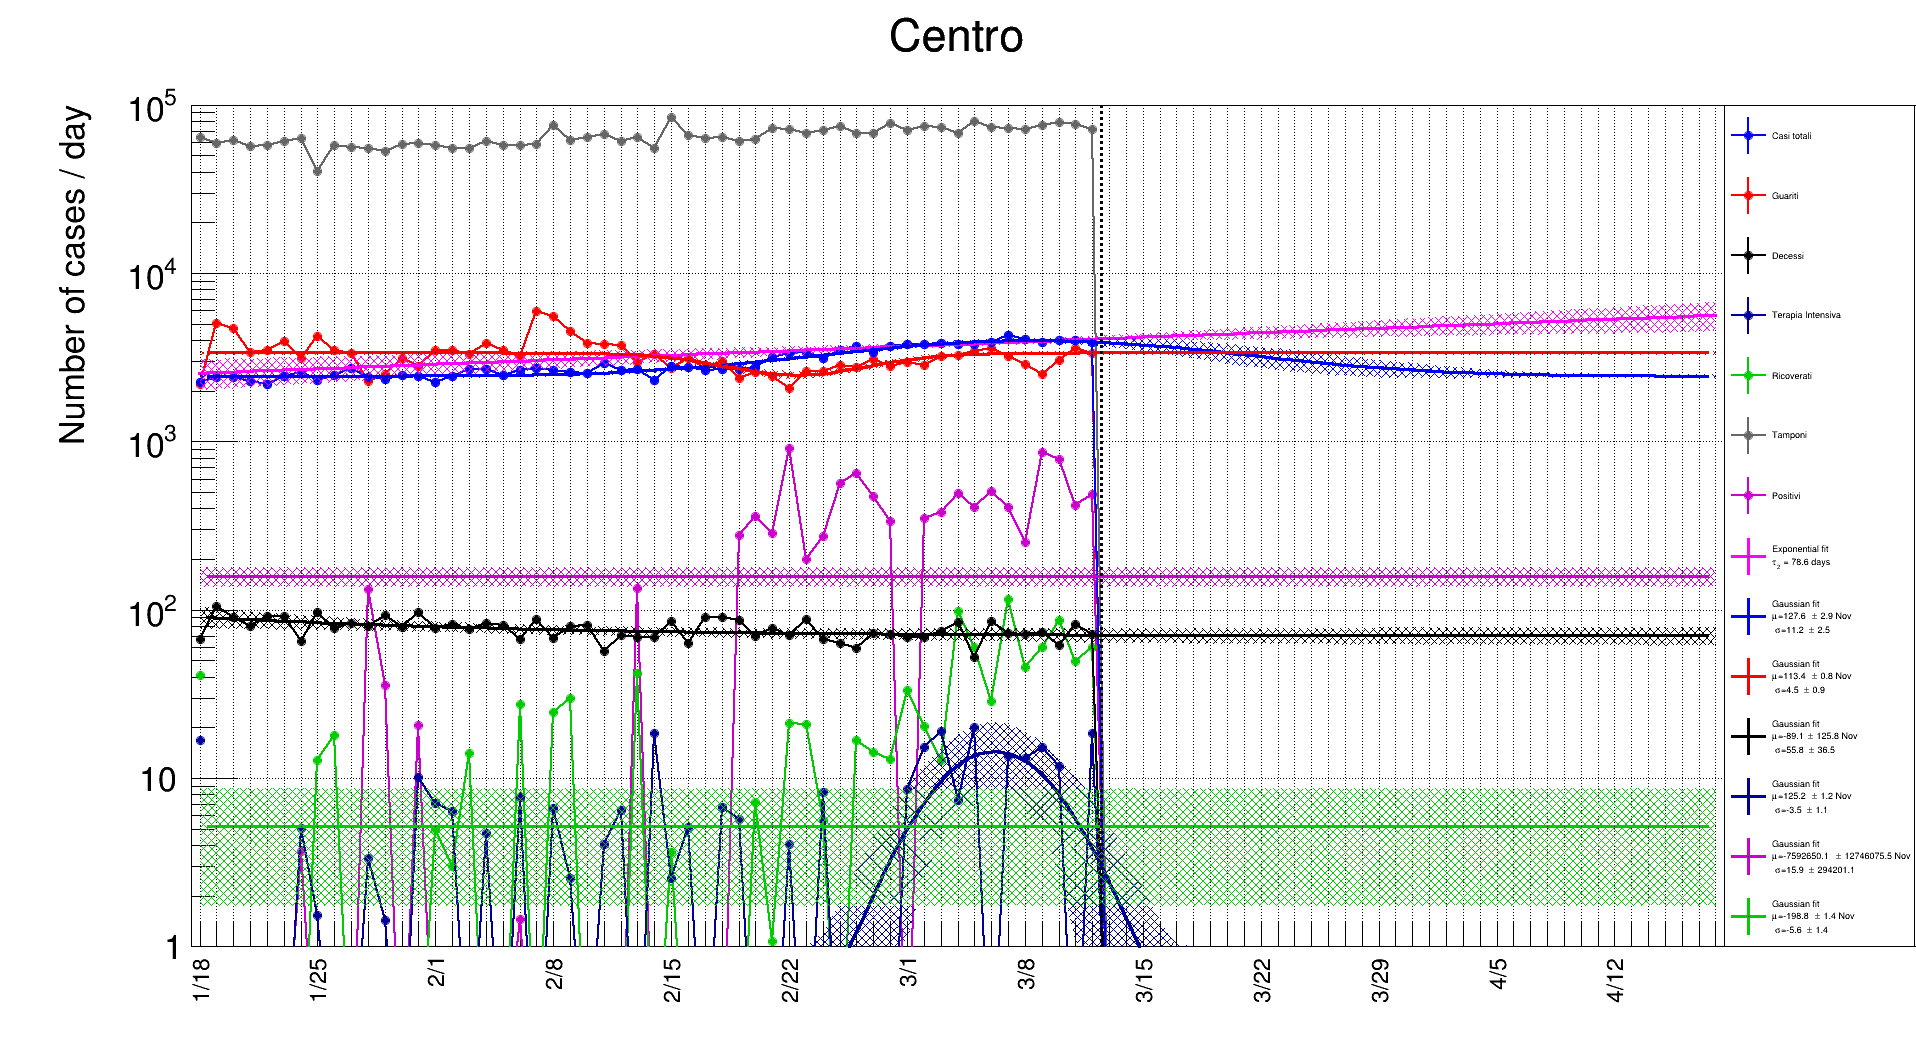 Centro
Number of cases / day
10^5
10^4
10^3
10^2
10
1
1/18
1/25
2/1
2/8
2/15
2/22
3/1
3/8
3/15
3/22
3/29
4/5
4/12
Casi totali
Guariti
Decessi
Terapia Intensiva
Ricoverati
Tamponi
Positivi
Exponential fit
τ_2 = 78.6 days
Gaussian fit
μ=127.6 ± 2.9 Nov
σ=11.2 ± 2.5
Gaussian fit
μ=113.4 ± 0.8 Nov
σ=4.5 ± 0.9
Gaussian fit
μ=-89.1 ± 125.8 Nov
σ=55.8 ± 36.5
Gaussian fit
μ=125.2 ± 1.2 Nov
σ=-3.5 ± 1.1
Gaussian fit
μ=-7592650.1 ± 12746075.5 Nov
σ=15.9 ± 294201.1
Gaussian fit
μ=-198.8 ± 1.4 Nov
σ=-5.6 ± 1.4